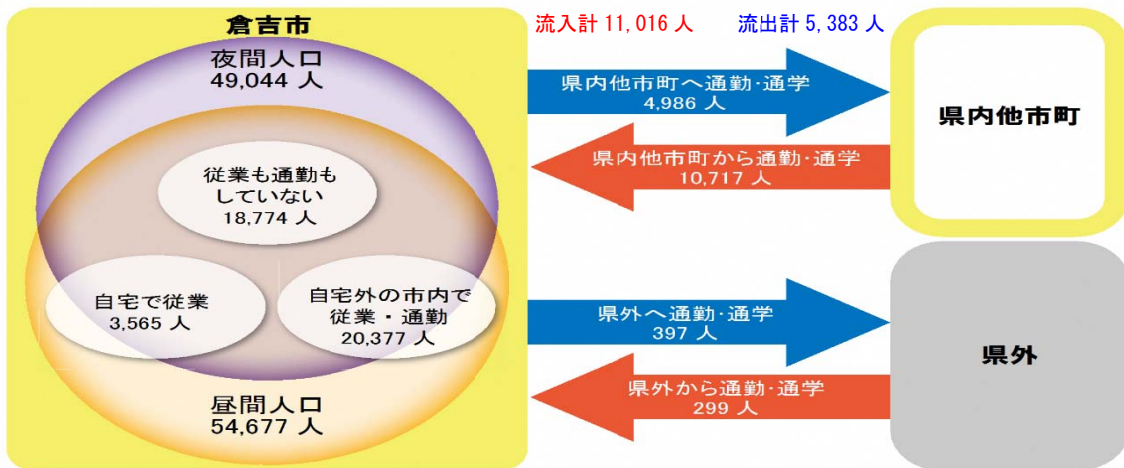 倉吉市
流入計 11,016 人 流出計 5,383 人
夜間人口
49,044 人
従業も通勤も
していない
18,774 人
自宅で従業
3,565 人
自宅外の市内で
従業・通勤
20,377 人
昼間人口
54,677 人
県内他市町へ通勤・通学
4,986 人
県内他市町から通勤・通学
10,717 人
県内他市町
県外へ通勤・通学
397 人
県外から通勤・通学
299 人
県外